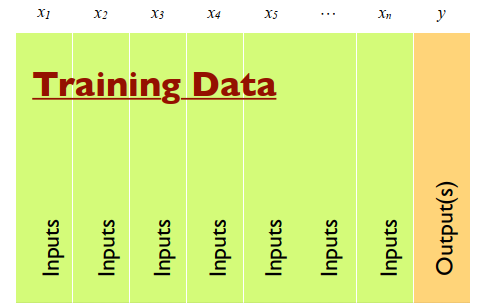 x1 x2 x3 x4 x5 ... xn y
Training Data
Inputs Inputs Inputs Inputs Inputs Inputs Inputs Output(s)